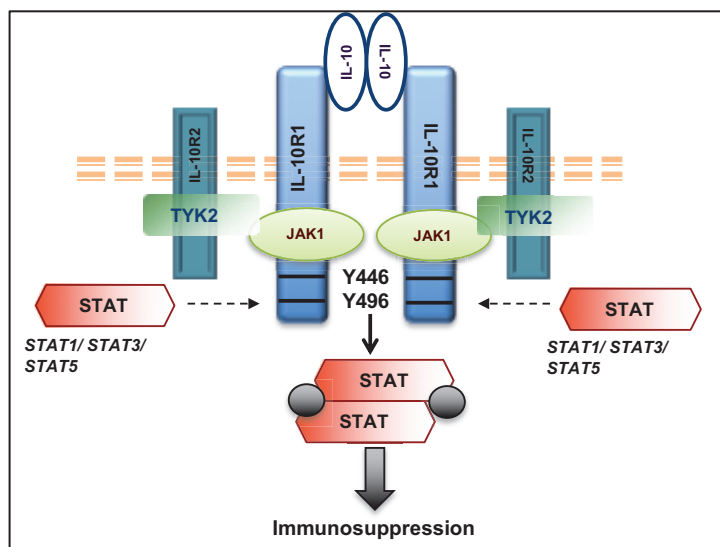 IL-10
IL-10
IL-10R2
IL-10R1
IL-10R1
IL-10R2
TYK2
TYK2
JAK1
JAK1
Y446
Y496
STAT
STAT
STAT1/ STAT3/
STAT5
STAT1/ STAT3/
STAT5
STAT
STAT
Immunosuppression